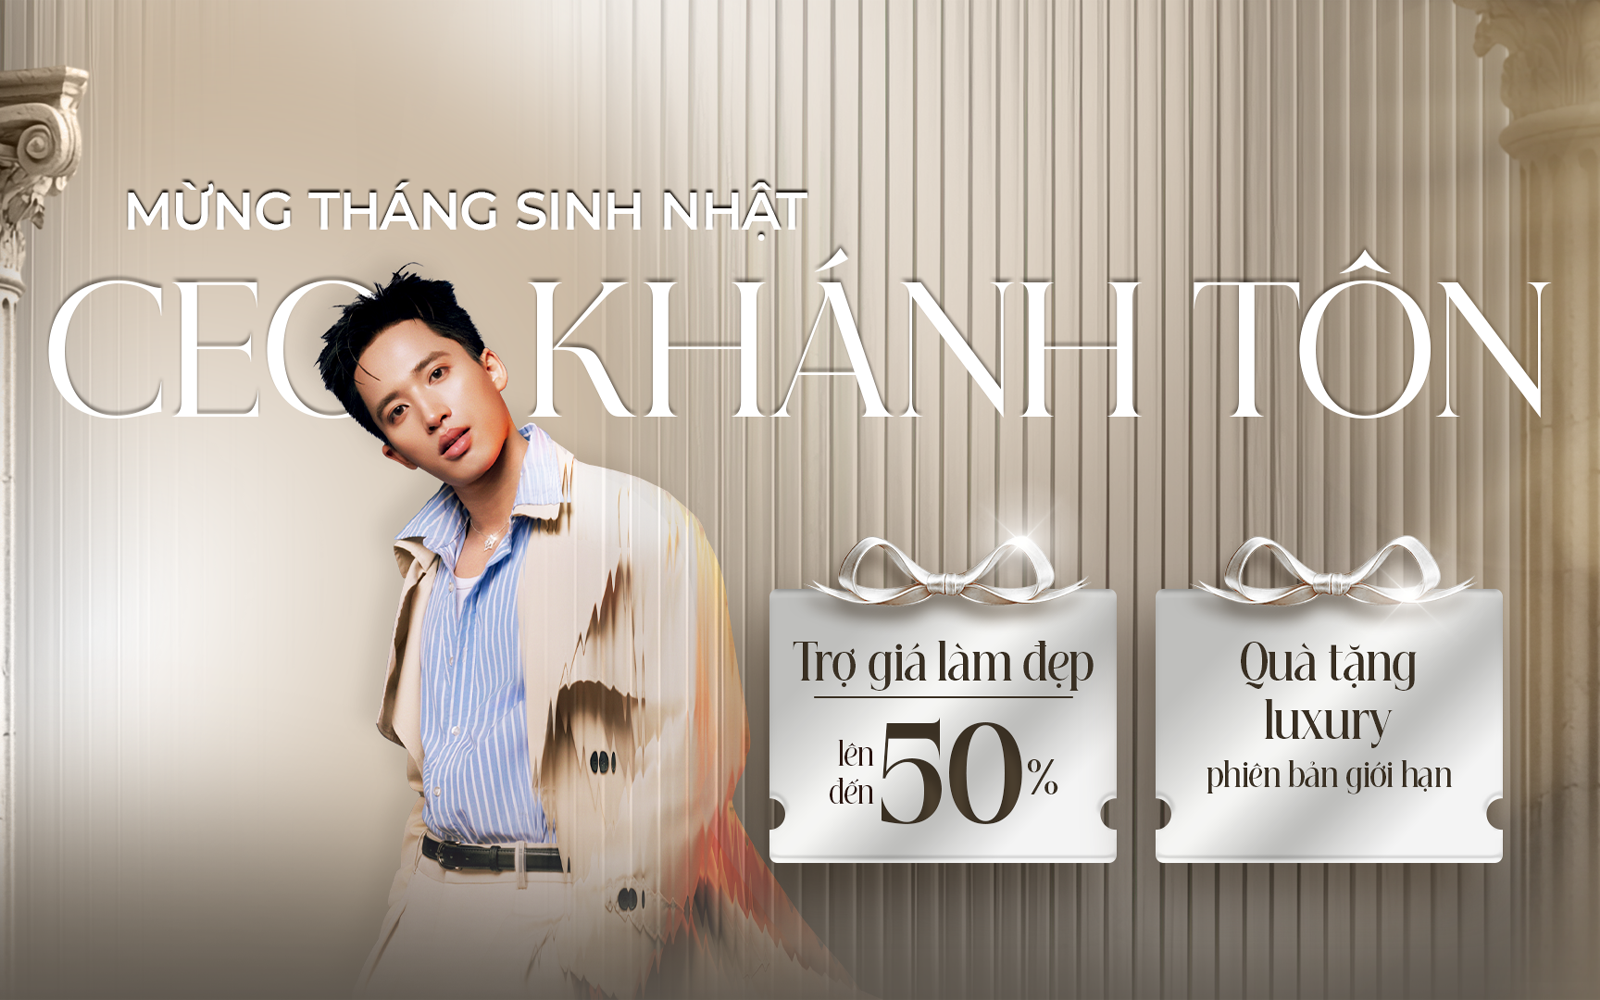 MỪNG THÁNG SINH NHẬT
CEO KHÁNH TÔN
Trợ giá làm đẹp
lên
đến 50%
Quà tặng
luxury
phiên bản giới hạn